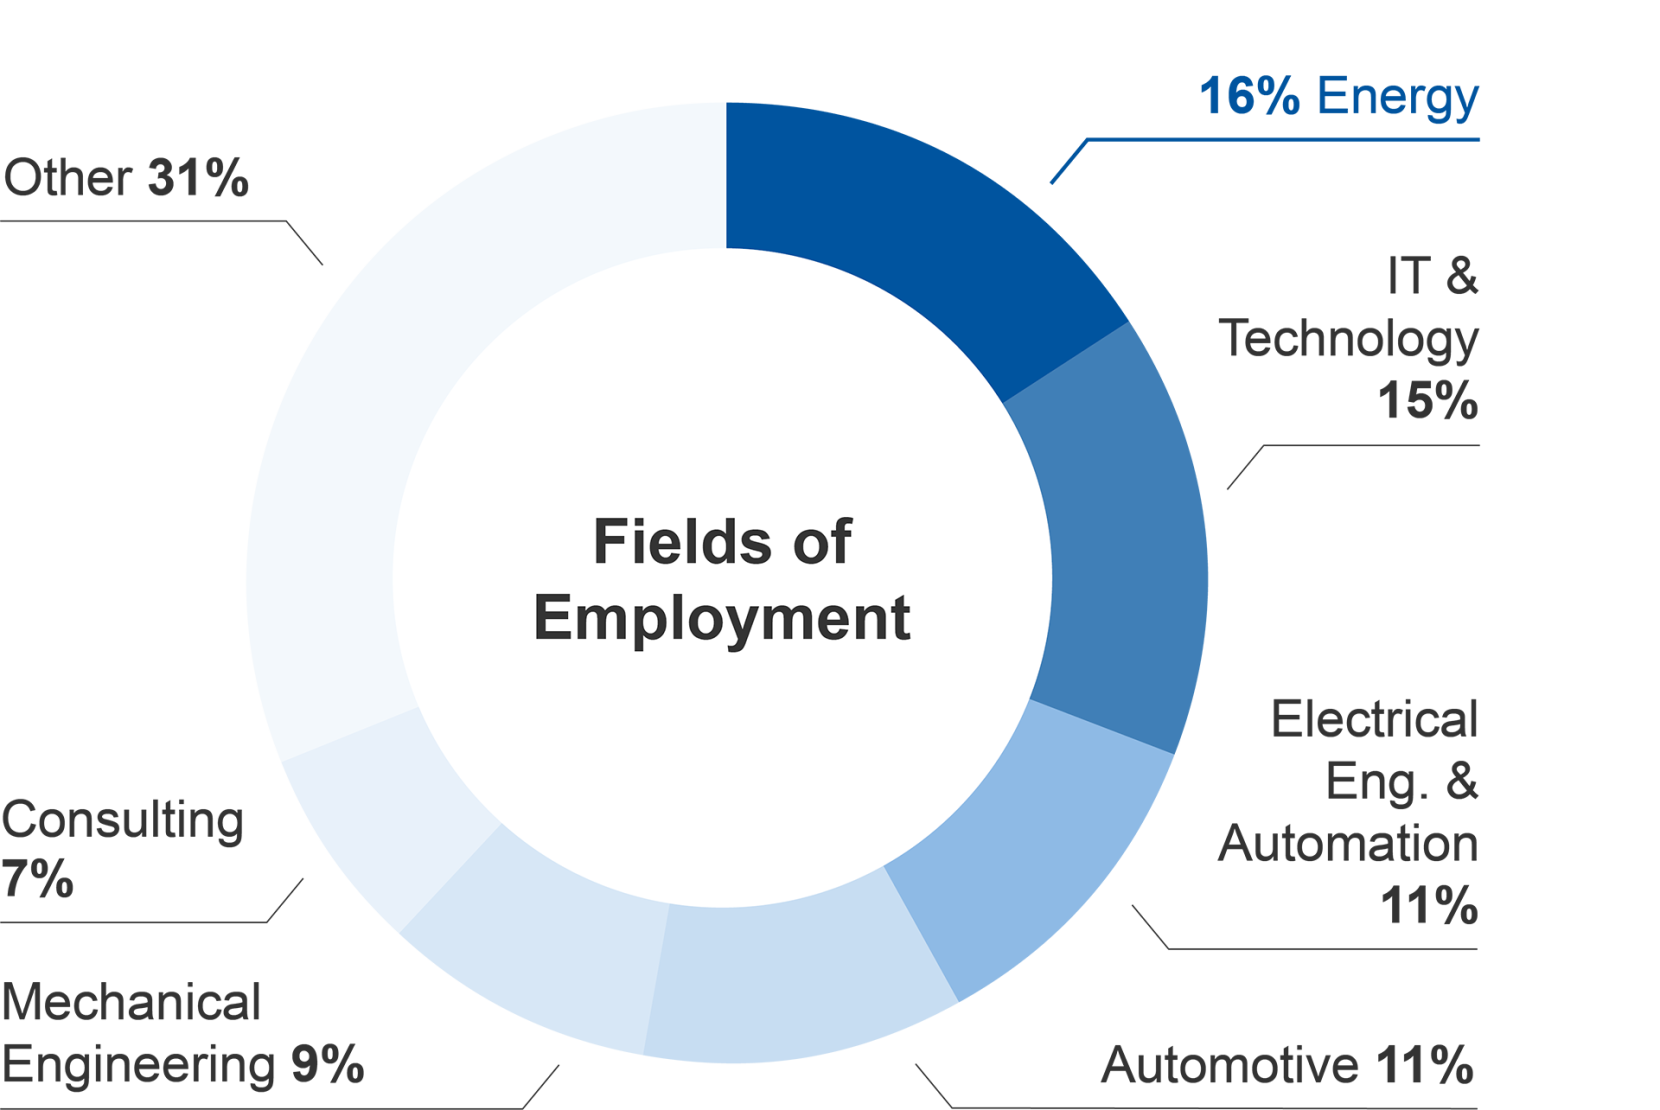 16% Energy
Other 31%
IT &
Technology
15%
Fields of
Employment
Electrical
Eng. &
Automation
11%
Consulting
7%
Mechanical
Engineering 9%
Automotive 11%